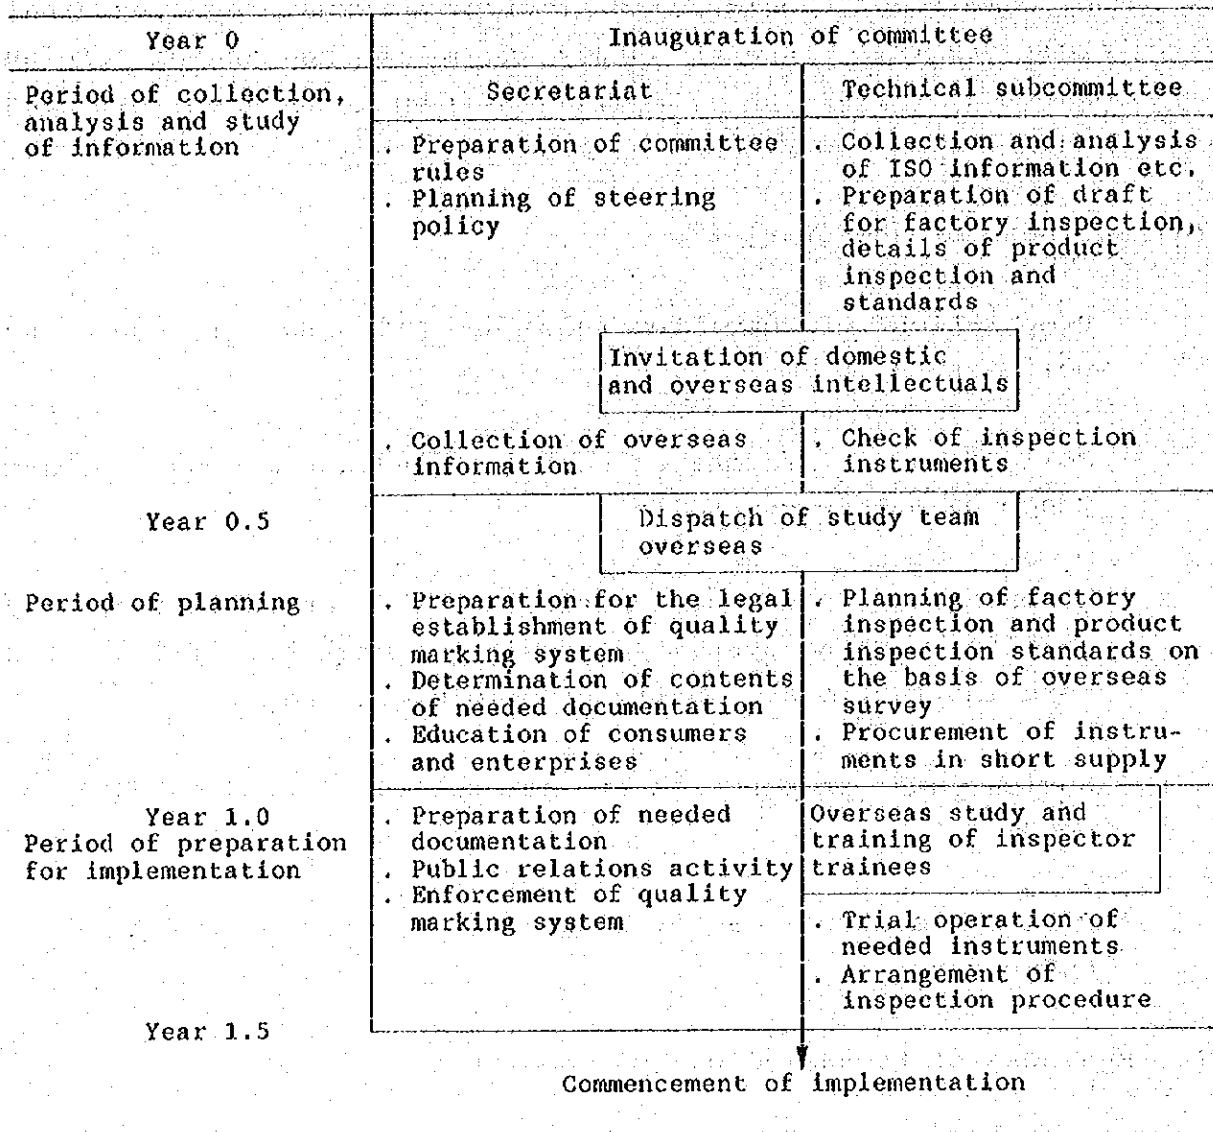 Year 0
Inauguration of committee
Period of collection,
analysis and study
of information
Secretariat
Technical subcommittee
. Preparation of committee
rules
. Planning of steering
policy
. Collection and analysis
of ISO information etc.
. Preparation of draft
for factory inspection,
details of product
inspection and
standards
Invitation of domestic
and overseas intellectuals
. Collection of overseas
information
. Check of inspection
instruments
Year 0.5
Dispatch of study team
overseas
Period of planning
. Preparation for the legal
establishment of quality
marking system
. Determination of contents
of needed documentation
. Education of consumers
and enterprises
. Planning of factory
inspection and product
inspection standards on
the basis of overseas
survey
. Procurement of instru-
ments in short supply
Year 1.0
Period of preparation
for implementation
. Preparation of needed
documentation
. Public relations activity
. Enforcement of quality
marking system
Overseas study and
training of inspector
trainees
. Trial operation of
needed instruments
. Arrangement of
inspection procedure
Year 1.5
Commencement of implementation